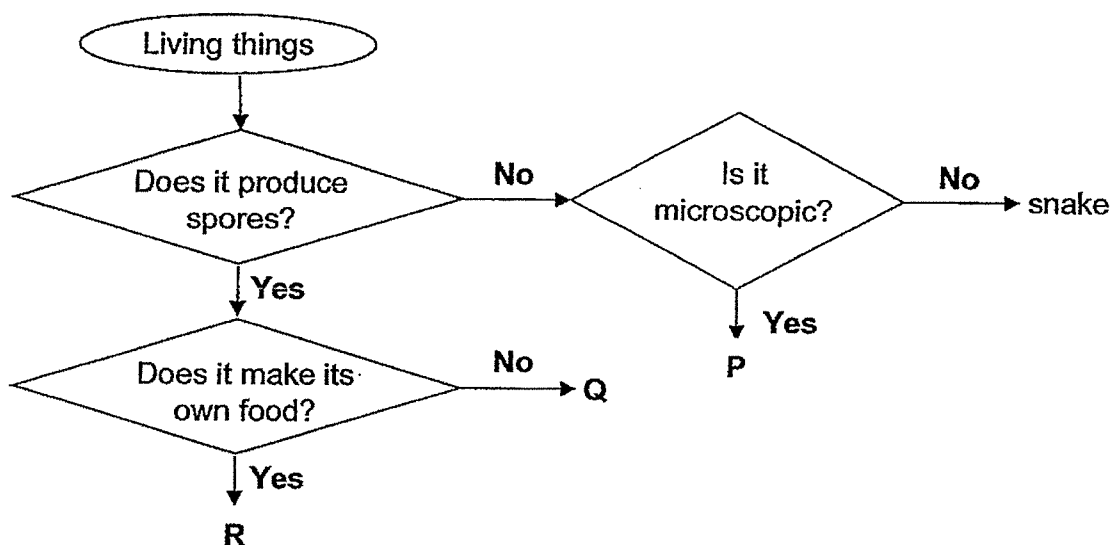 Living things
Does it produce
spores?
No
Is it
microscopic?
No
snake
Yes
Yes
P
Does it make its
own food?
No
Q
Yes
R